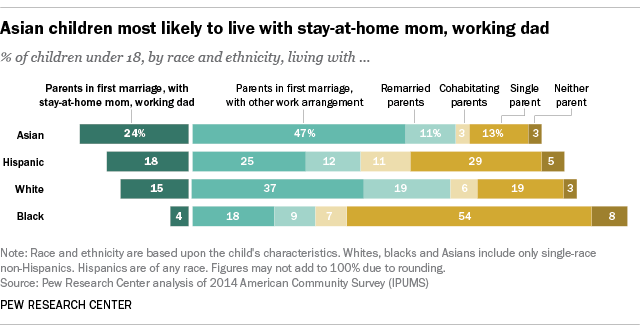 Asian children most likely to live with stay-at-home mom, working dad
% of children under 18, by race and ethnicity, living with ...
Parents in first marriage, with
stay-at-home mom, working dad
Parents in first marriage,
with other work arrangement
Remarried
parents
Cohabitating
parents
Single
parent
Neither
parent
Asian 24% 47% 11% 3 13% 3
Hispanic 18 25 12 11 29 5
White 15 37 19 6 19 3
Black 4 18 9 7 54 8
Note: Race and ethnicity are based upon the child's characteristics. Whites, blacks and Asians include only single-race
non-Hispanics. Hispanics are of any race. Figures may not add to 100% due to rounding.
Source: Pew Research Center analysis of 2014 American Community Survey (IPUMS)
PEW RESEARCH CENTER